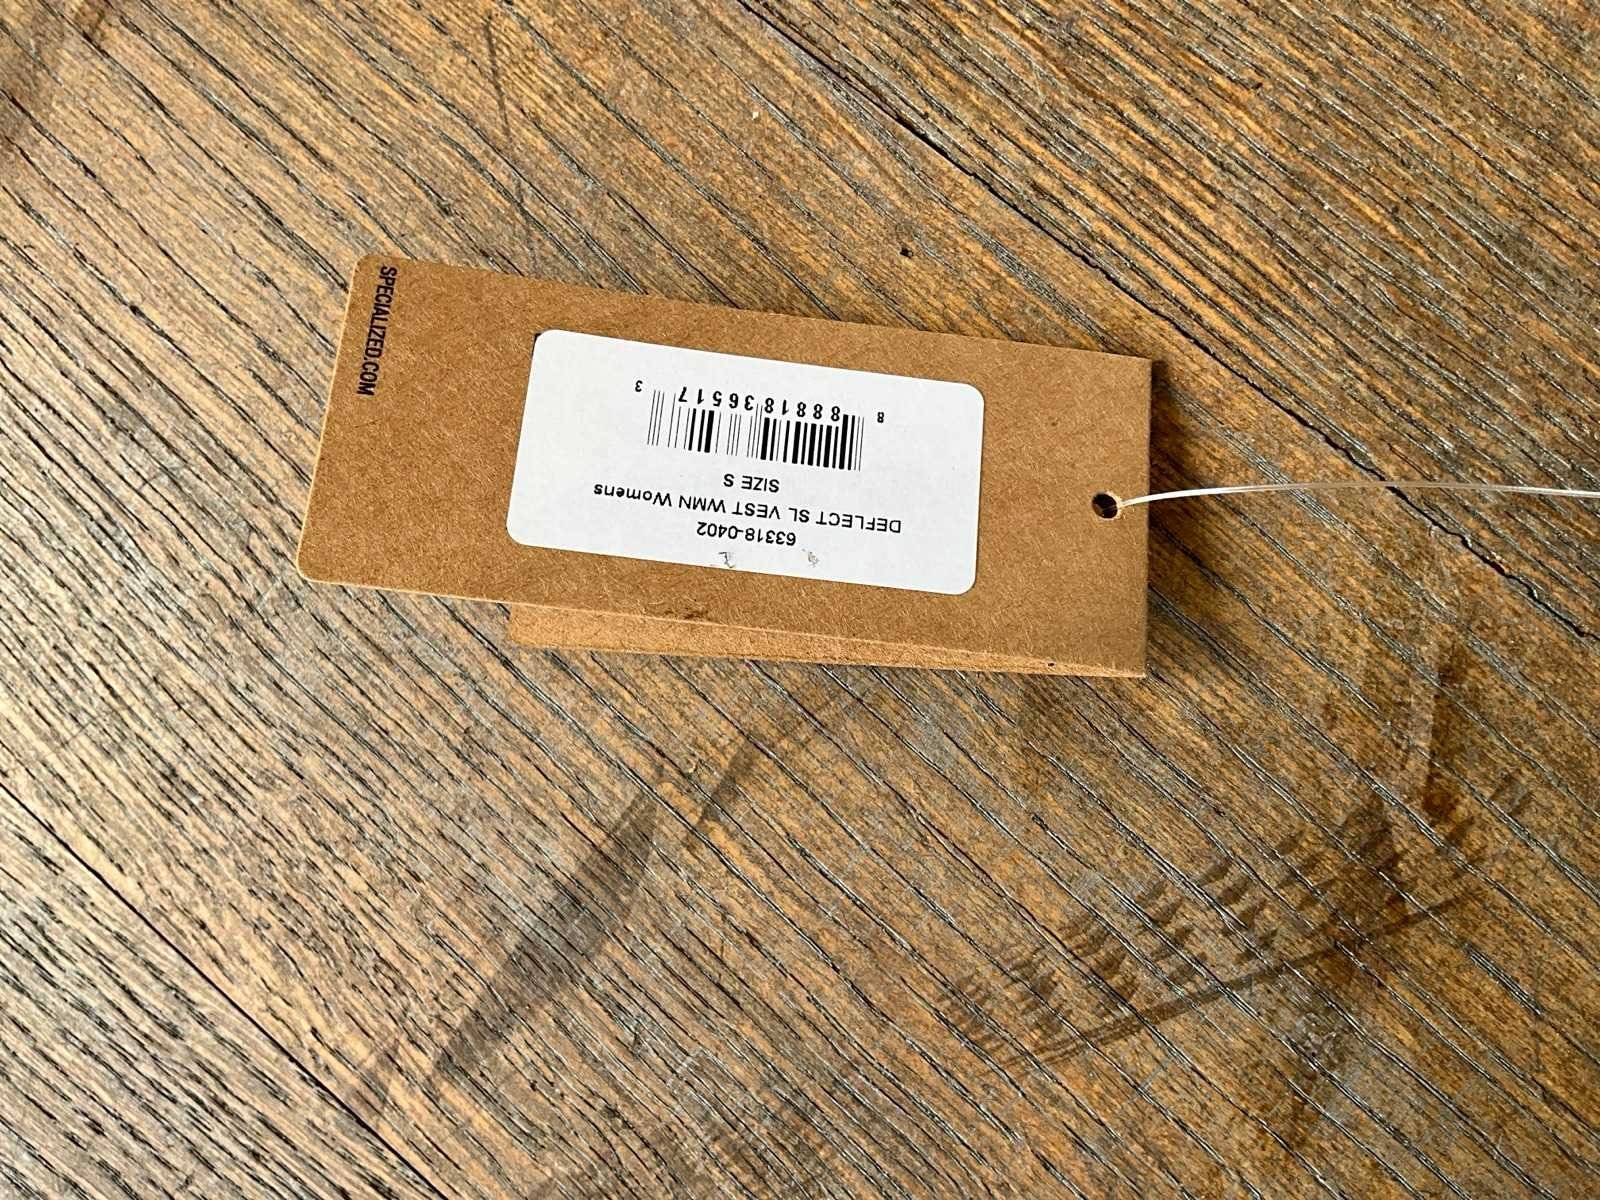 63318-0402
DEFLECT SL VEST WMN Womens
SIZE S
8 88818 36517 3
SPECIALIZED.COM